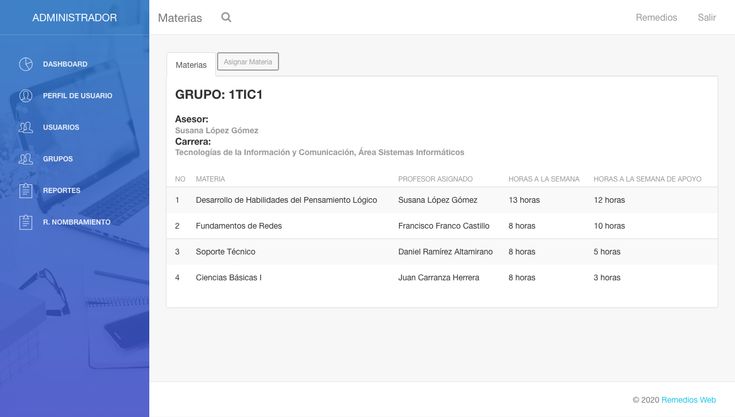 ADMINISTRADOR
Materias
Remedios
Salir
DASHBOARD
PERFIL DE USUARIO
USUARIOS
GRUPOS
REPORTES
R. NOMBRAMIENTO
Materias
Asignar Materia
GRUPO: 1TIC1
Asesor:
Susana López Gómez
Carrera:
Tecnologías de la Información y Comunicación, Área Sistemas Informáticos
NO MATERIA PROFESOR ASIGNADO HORAS A LA SEMANA HORAS A LA SEMANA DE APOYO
1 Desarrollo de Habilidades del Pensamiento Lógico Susana López Gómez 13 horas 12 horas
2 Fundamentos de Redes Francisco Franco Castillo 8 horas 10 horas
3 Soporte Técnico Daniel Ramírez Altamirano 8 horas 5 horas
4 Ciencias Básicas I Juan Carranza Herrera 8 horas 3 horas
© 2020 Remedios Web